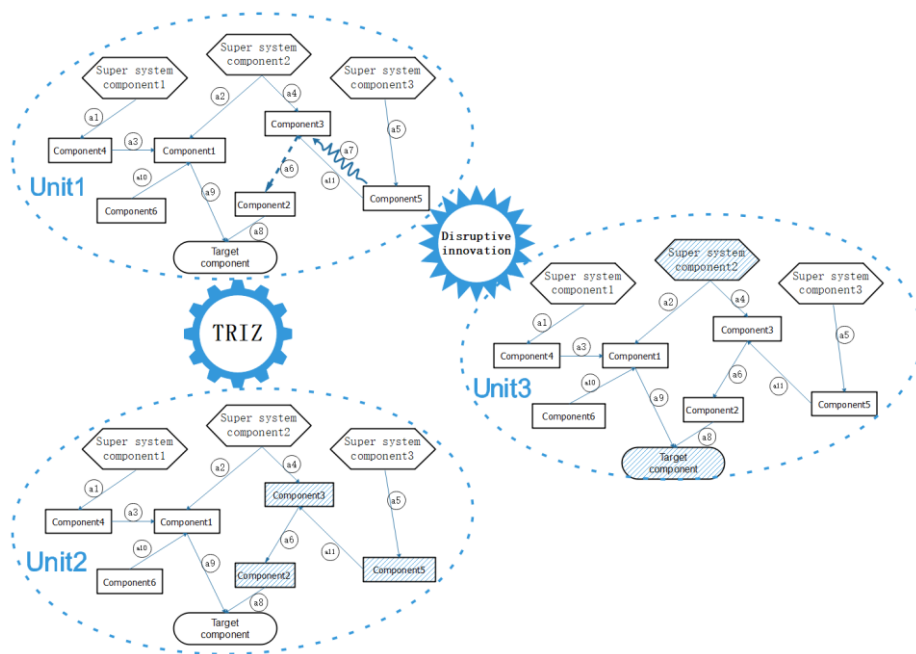 Super system
component2
Super system
component1
Super system
component3
a2
a4
a1
a5
Component3
a3
a7
Component4
Component1
a6
a11
a10
a9
Unit1
Component2
Component5
Component6
a8
Target
component
Disruptive
innovation
TRIZ
Super system
component2
Super system
component1
Super system
component3
a2
a4
a1
a5
Component3
a3
Component4
Component1
a6
a10
a9
a11
Unit3
Component2
Component5
Component6
a8
Target
component
Super system
component2
Super system
component1
Super system
component3
a2
a4
a1
a5
Component3
a3
Component4
Component1
a6
a10
a9
a11
Unit2
Component2
Component5
Component6
a8
Target
component